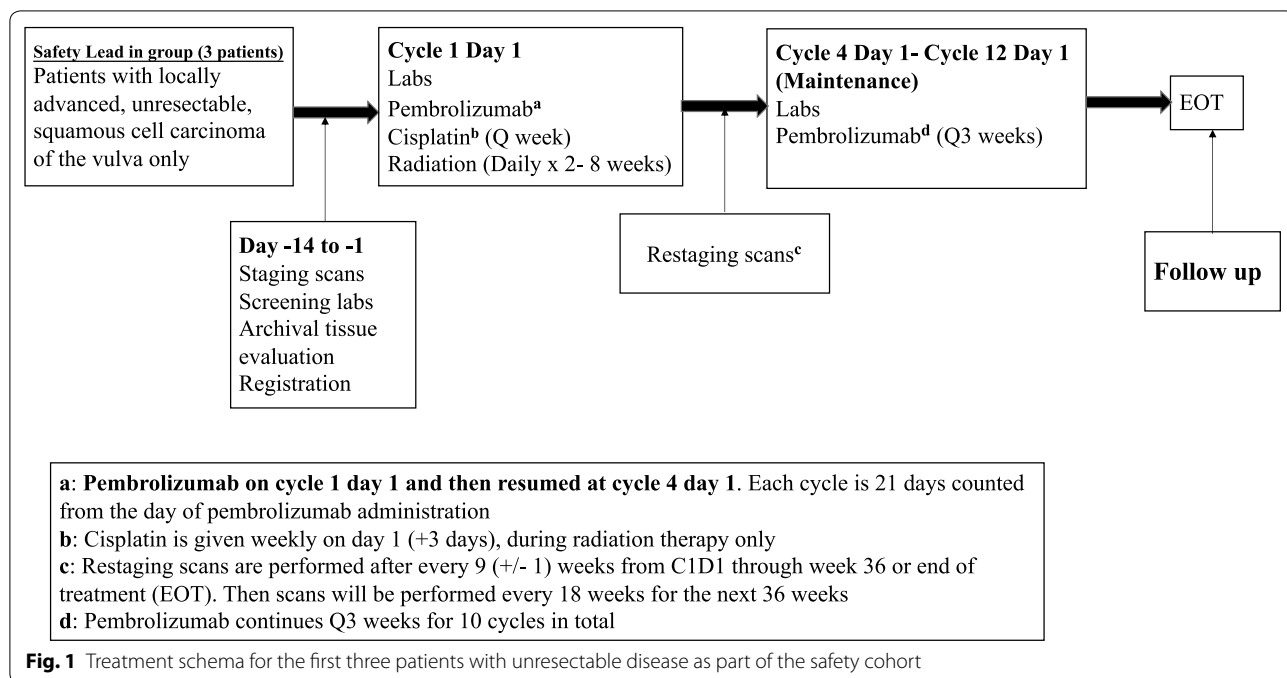 Safety Lead in group (3 patients)
Patients with locally
advanced, unresectable,
squamous cell carcinoma
of the vulva only
Cycle 1 Day 1
Labs
Pembrolizumabᵃ
Cisplatinᵇ (Q week)
Radiation (Daily x 2- 8 weeks)
Cycle 4 Day 1- Cycle 12 Day 1
(Maintenance)
Labs
Pembrolizumabᵈ (Q3 weeks)
EOT
Day -14 to -1
Staging scans
Screening labs
Archival tissue
evaluation
Registration
Restaging scansᶜ
Follow up
a: Pembrolizumab on cycle 1 day 1 and then resumed at cycle 4 day 1. Each cycle is 21 days counted
from the day of pembrolizumab administration
b: Cisplatin is given weekly on day 1 (+3 days), during radiation therapy only
c: Restaging scans are performed after every 9 (+/- 1) weeks from C1D1 through week 36 or end of
treatment (EOT). Then scans will be performed every 18 weeks for the next 36 weeks
d: Pembrolizumab continues Q3 weeks for 10 cycles in total
Fig. 1 Treatment schema for the first three patients with unresectable disease as part of the safety cohort